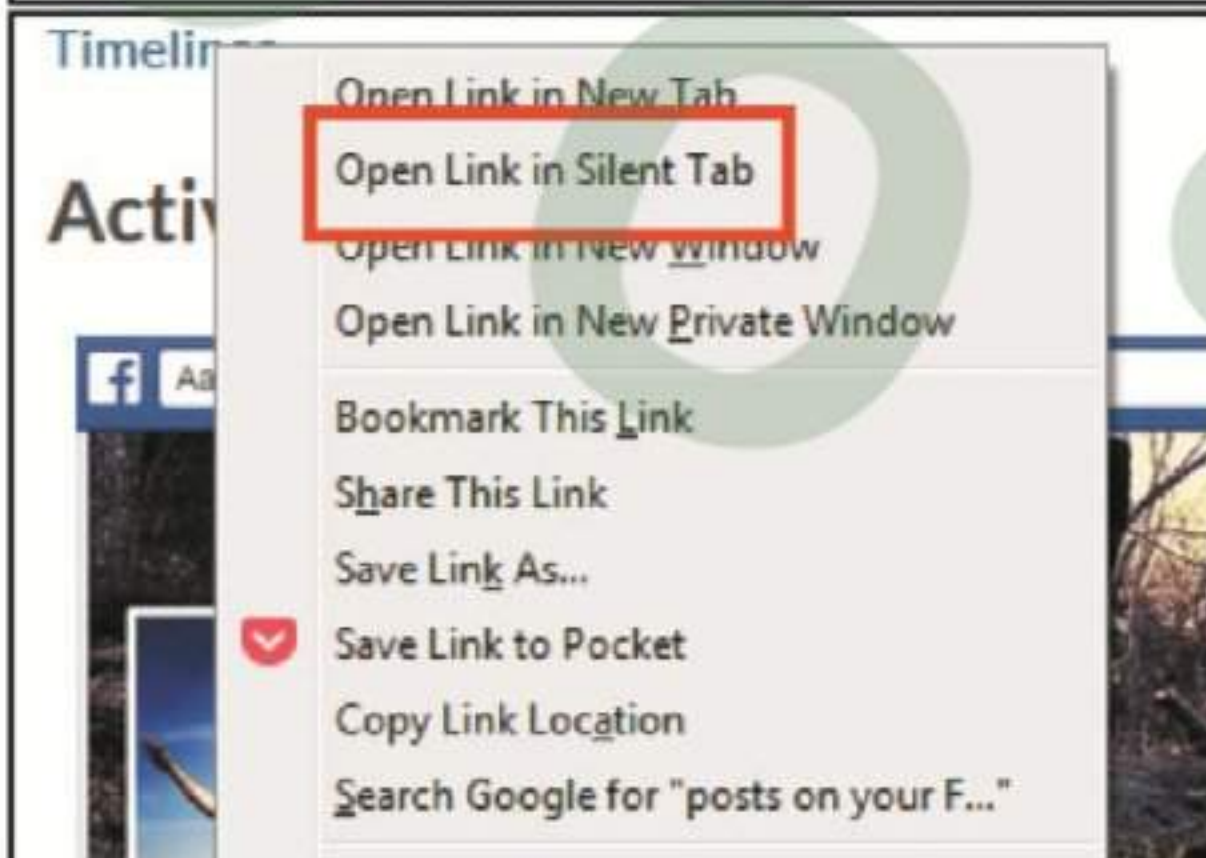 Timelines
Open Link in New Tab
Open Link in Silent Tab
Open Link in New Window
Acti
Open Link in New Private Window
f Aa
Bookmark This Link
Share This Link
Save Link As...
Save Link to Pocket
Copy Link Location
Search Google for "posts on your F..."